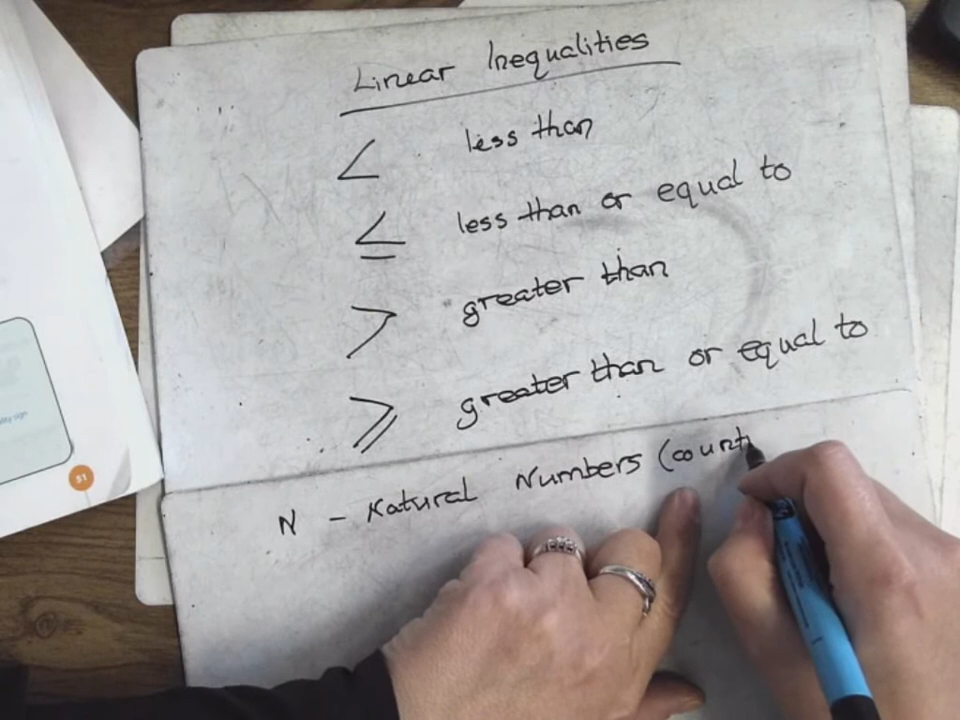 Linear Inequalities
< less than
≤ less than or equal to
> greater than
≥ greater than or equal to
N - Natural Numbers (count
51